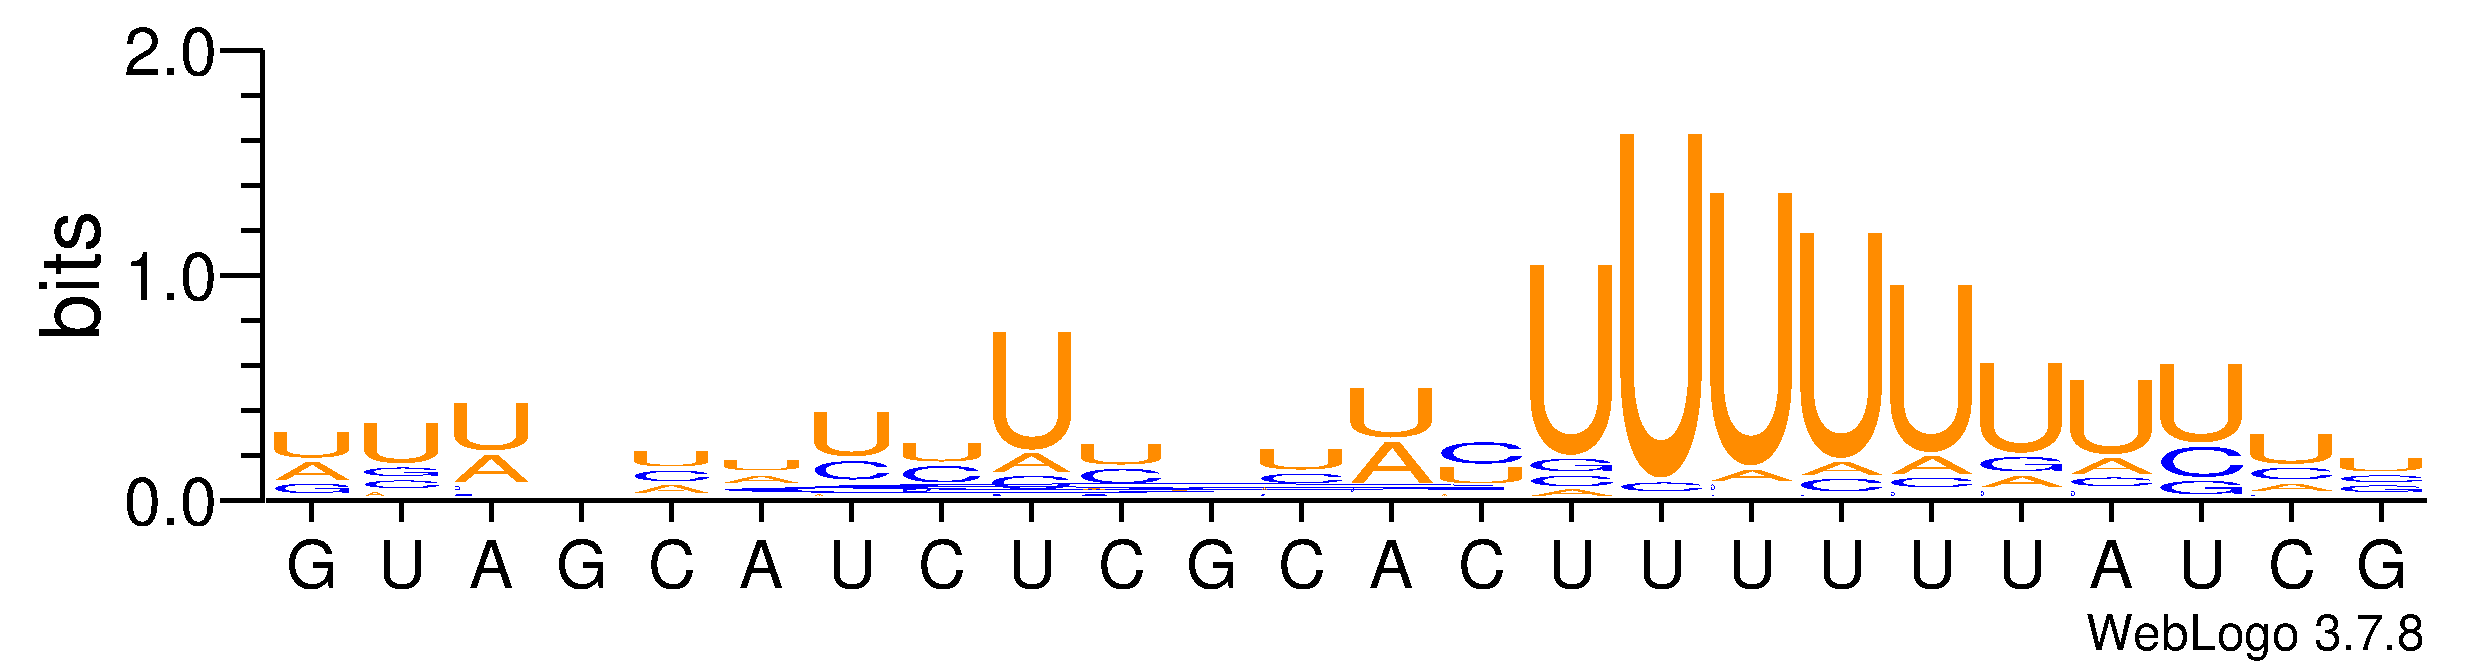 2.0
bits
1.0
0.0
G U A G C A U C U C G C A C U U U U U U A U C G
WebLogo 3.7.8